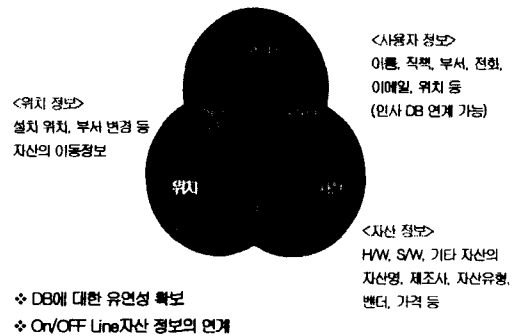 <사용자 정보>
이름, 직책, 부서, 전화,
이메일, 위치 등
(인사 DB 연계 가능)
<위치 정보>
설치 위치, 부서 변경 등
자산의 이동정보
위치
<자산 정보>
H/W, S/W, 기타 자산의
자산명, 제조사, 자산유형,
벤더, 가격 등
❖ DB에 대한 유연성 확보
❖ On/OFF Line자산 정보의 연계